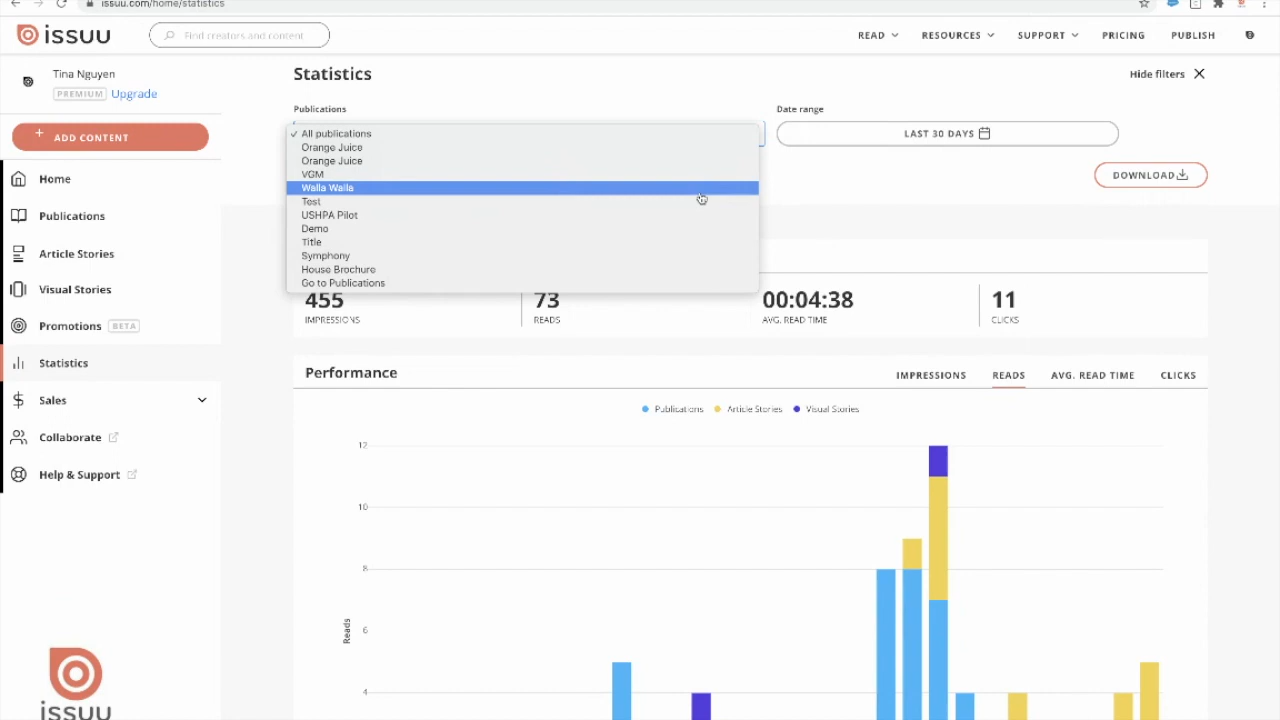 issuu.com/home/statistics
issuu
Find creators and content
READ
RESOURCES
SUPPORT
PRICING
PUBLISH
Tina Nguyen
PREMIUM Upgrade
+ ADD CONTENT
Home
Publications
Article Stories
Visual Stories
Promotions BETA
Statistics
Sales
Collaborate
Help & Support
issuu
Statistics
Hide filters
Publications
✓ All publications
Orange Juice
Orange Juice
VGM
Walla Walla
Test
USHPA Pilot
Demo
Title
Symphony
House Brochure
Go to Publications
Date range
LAST 30 DAYS
DOWNLOAD
455
IMPRESSIONS
73
READS
00:04:38
AVG. READ TIME
11
CLICKS
Performance
IMPRESSIONS
READS
AVG. READ TIME
CLICKS
Publications
Article Stories
Visual Stories
12
10
8
6
4
Reads